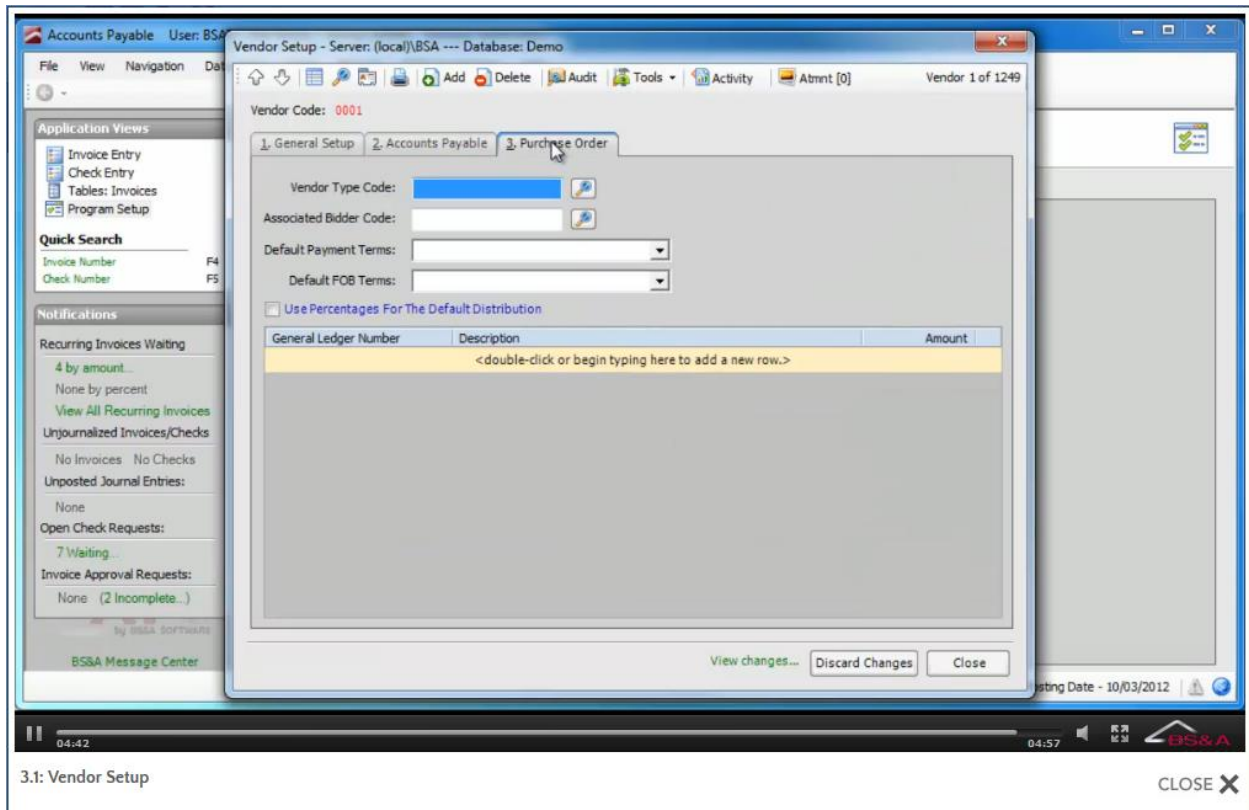 Accounts Payable User: BSA
Vendor Setup - Server: (local)\BSA --- Database: Demo
File View Navigation Dat
Add Delete Audit Tools Activity Atmnt [0] Vendor 1 of 1249
Vendor Code: 0001
1. General Setup 2. Accounts Payable 3. Purchase Order
Application Views
Invoice Entry
Check Entry
Tables: Invoices
Program Setup
Quick Search
Invoice Number F4
Check Number F5
Notifications
Recurring Invoices Waiting
4 by amount...
None by percent
View All Recurring Invoices
Unjournalized Invoices/Checks
No Invoices No Checks
Unposted Journal Entries:
None
Open Check Requests:
7 Waiting...
Invoice Approval Requests:
None (2 Incomplete...)
by BS&A SOFTWARE
BS&A Message Center
Vendor Type Code:
Associated Bidder Code:
Default Payment Terms:
Default FOB Terms:
Use Percentages For The Default Distribution
General Ledger Number Description Amount
<double-click or begin typing here to add a new row.>
View changes... Discard Changes Close
osting Date - 10/03/2012
04:42 04:57
BS&A
3.1: Vendor Setup
CLOSE